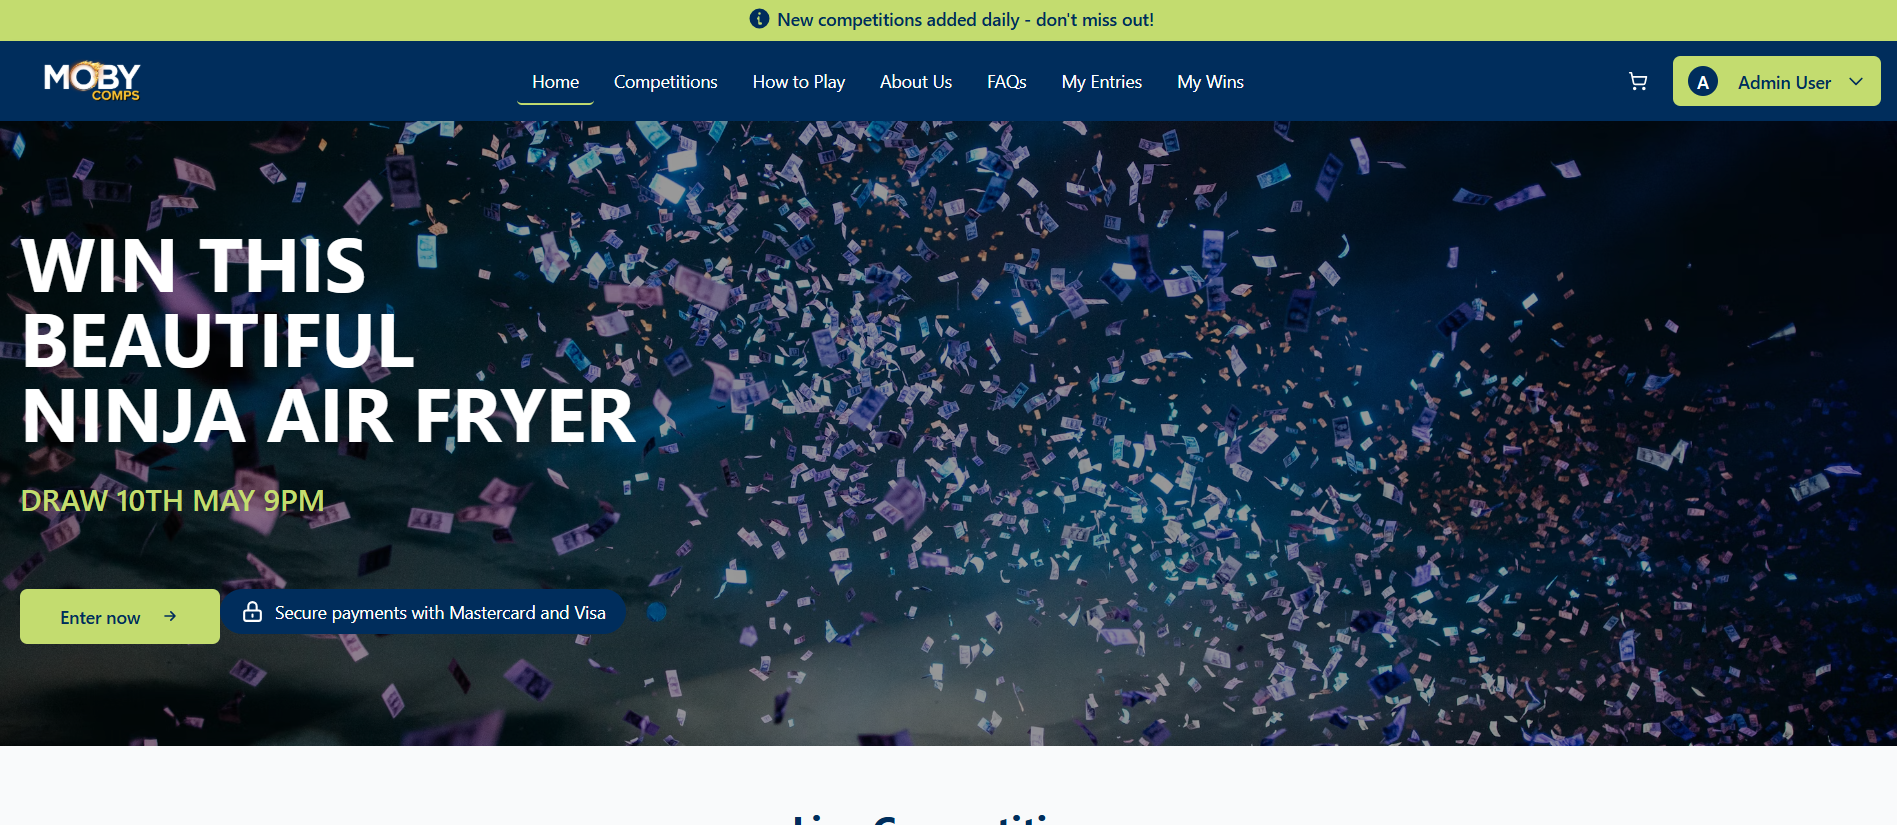 New competitions added daily - don't miss out!
MOBY
COMPS
Home
Competitions
How to Play
About Us
FAQs
My Entries
My Wins
A
Admin User
WIN THIS
BEAUTIFUL
NINJA AIR FRYER
DRAW 10TH MAY 9PM
Enter now
Secure payments with Mastercard and Visa